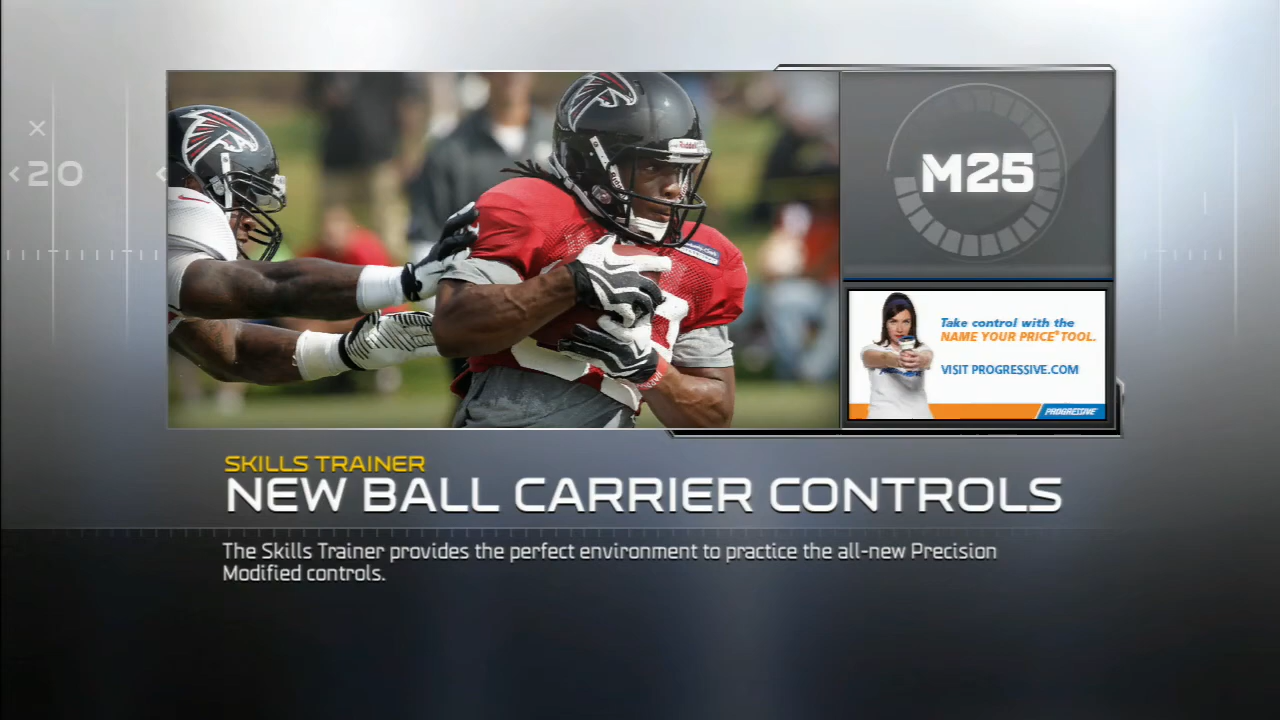 <20
Riddell
M25
Take control with the
NAME YOUR PRICE® TOOL.
VISIT PROGRESSIVE.COM
PROGRESSIVE
SKILLS TRAINER
NEW BALL CARRIER CONTROLS
The Skills Trainer provides the perfect environment to practice the all-new Precision
Modified controls.